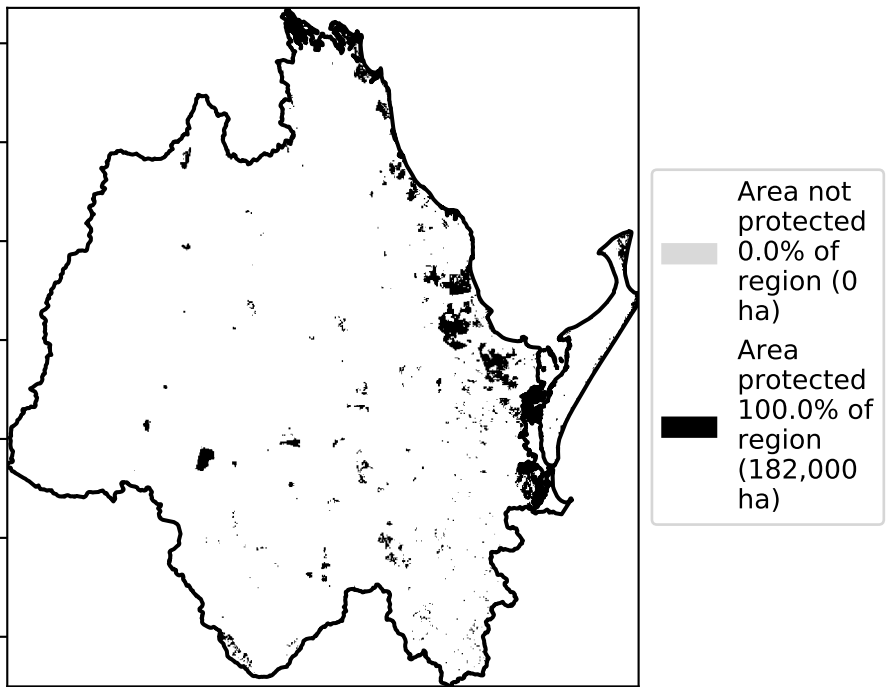 Area not
protected
0.0% of
region (0
ha)
Area
protected
100.0% of
region
(182,000
ha)